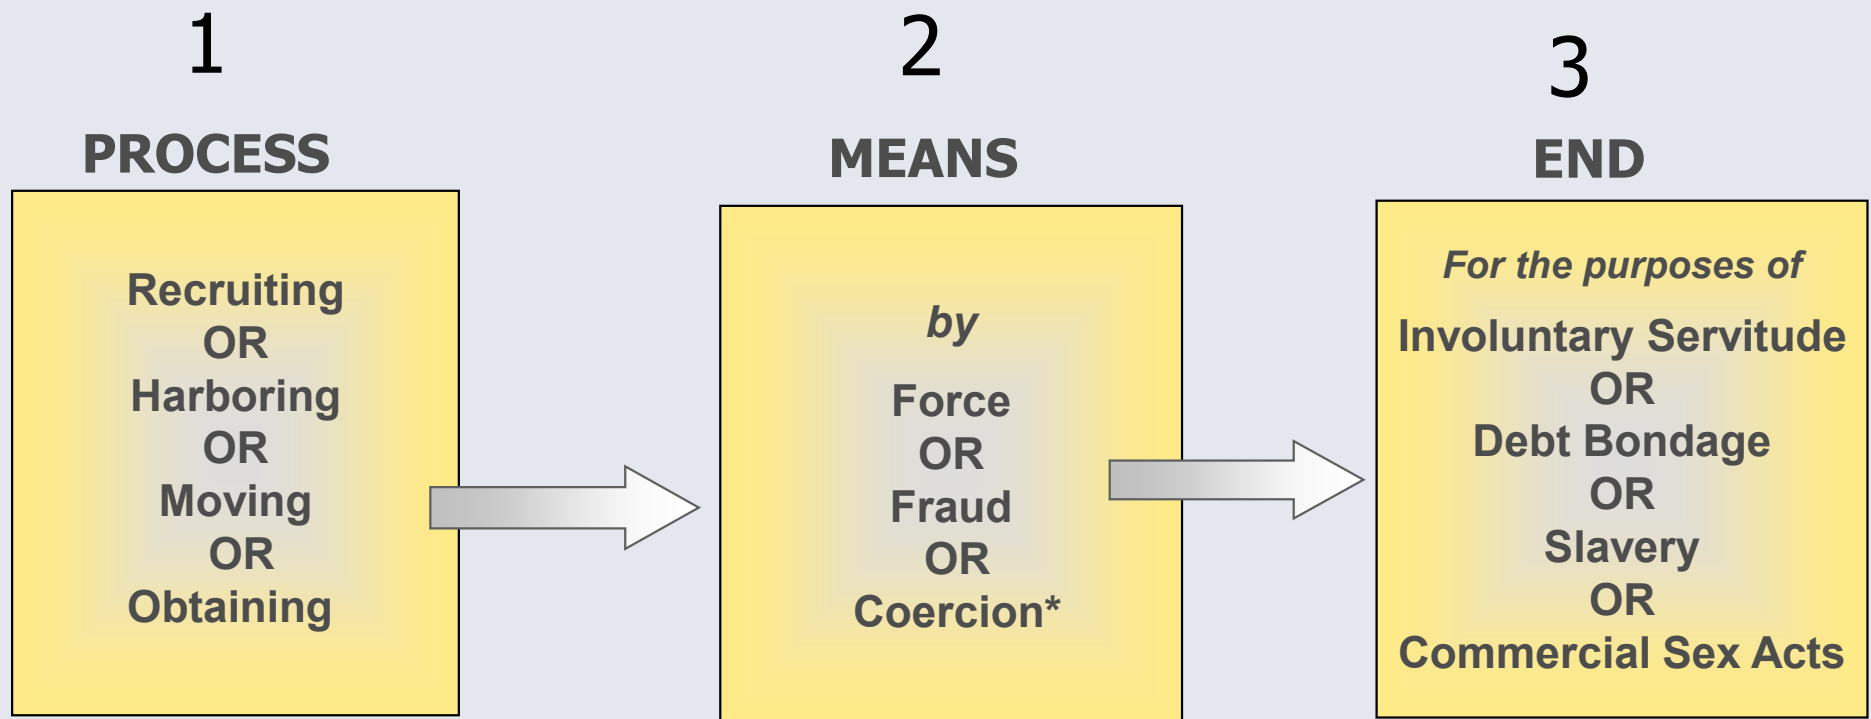 1
PROCESS
Recruiting
OR
Harboring
OR
Moving
OR
Obtaining
2
MEANS
by
Force
OR
Fraud
OR
Coercion*
3
END
For the purposes of
Involuntary Servitude
OR
Debt Bondage
OR
Slavery
OR
Commercial Sex Acts